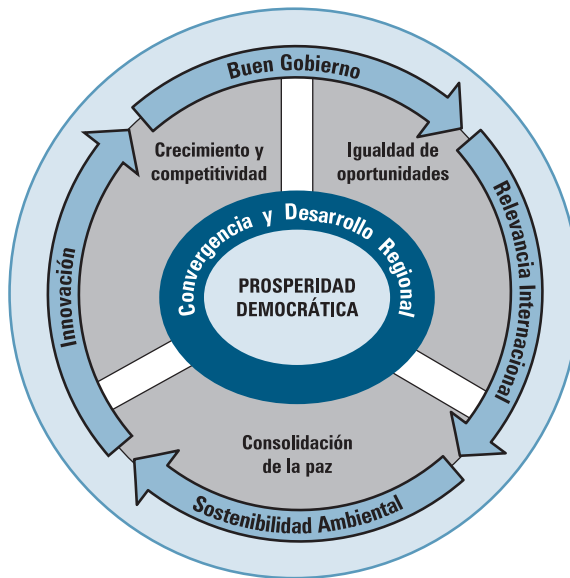 Buen Gobierno
Crecimiento y
competitividad
Igualdad de
oportunidades
Relevancia Internacional
Innovación
Convergencia y Desarrollo Regional
PROSPERIDAD
DEMOCRÁTICA
Consolidación
de la paz
Sostenibilidad Ambiental